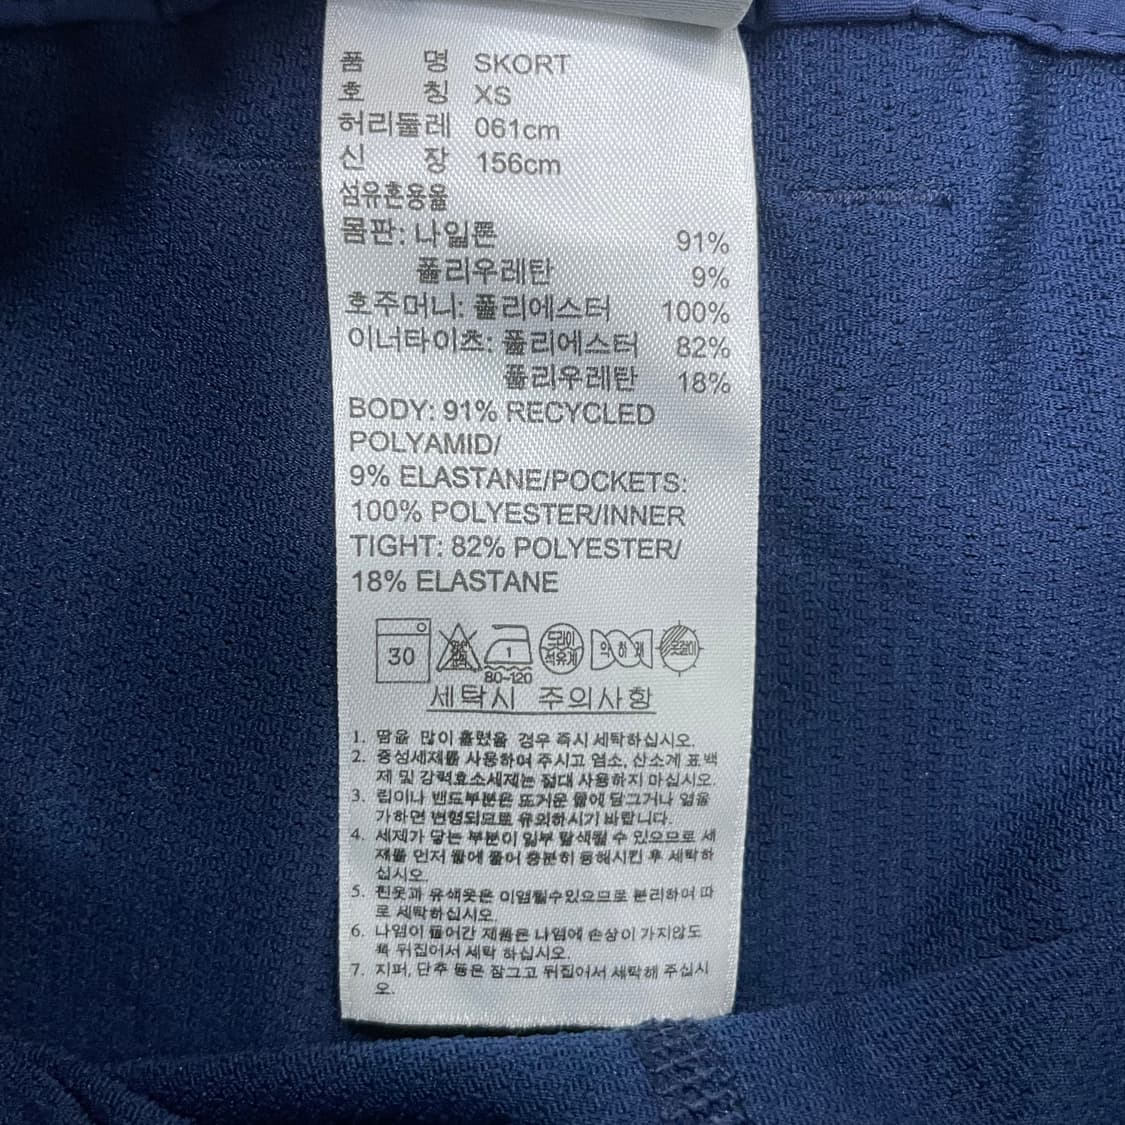 품 명 SKORT
호 칭 XS
허리둘레 061cm
신 장 156cm
섬유혼용율
몸판: 나일론 91%
폴리우레탄 9%
호주머니: 폴리에스터 100%
이너타이츠: 폴리에스터 82%
폴리우레탄 18%
BODY: 91% RECYCLED
POLYAMID/
9% ELASTANE/POCKETS:
100% POLYESTER/INNER
TIGHT: 82% POLYESTER/
18% ELASTANE
30 1 드라이 약 하 게 옷걸이
80~120 석유계
세탁시 주의사항
1. 땀을 많이 흘렸을 경우 즉시 세탁하십시오.
2. 중성세제를 사용하여 주시고 염소, 산소계 표백
제 및 강력효소세제는 절대 사용하지 마십시오.
3. 립이나 밴드부분은 뜨거운 물에 담그거나 열을
가하면 변형되므로 유의하시기 바랍니다.
4. 세제가 닿는 부분이 일부 탈색될 수 있으므로 세
제를 먼저 물에 풀어 충분히 용해시킨 후 세탁하
십시오.
5. 흰옷과 유색옷은 이염될수있으므로 분리하여 따
로 세탁하십시오.
6. 나염이 들어간 제품은 나염에 손상이 가지않도
록 뒤집어서 세탁 하십시오.
7. 지퍼, 단추 등은 잠그고 뒤집어서 세탁해 주십시
오.